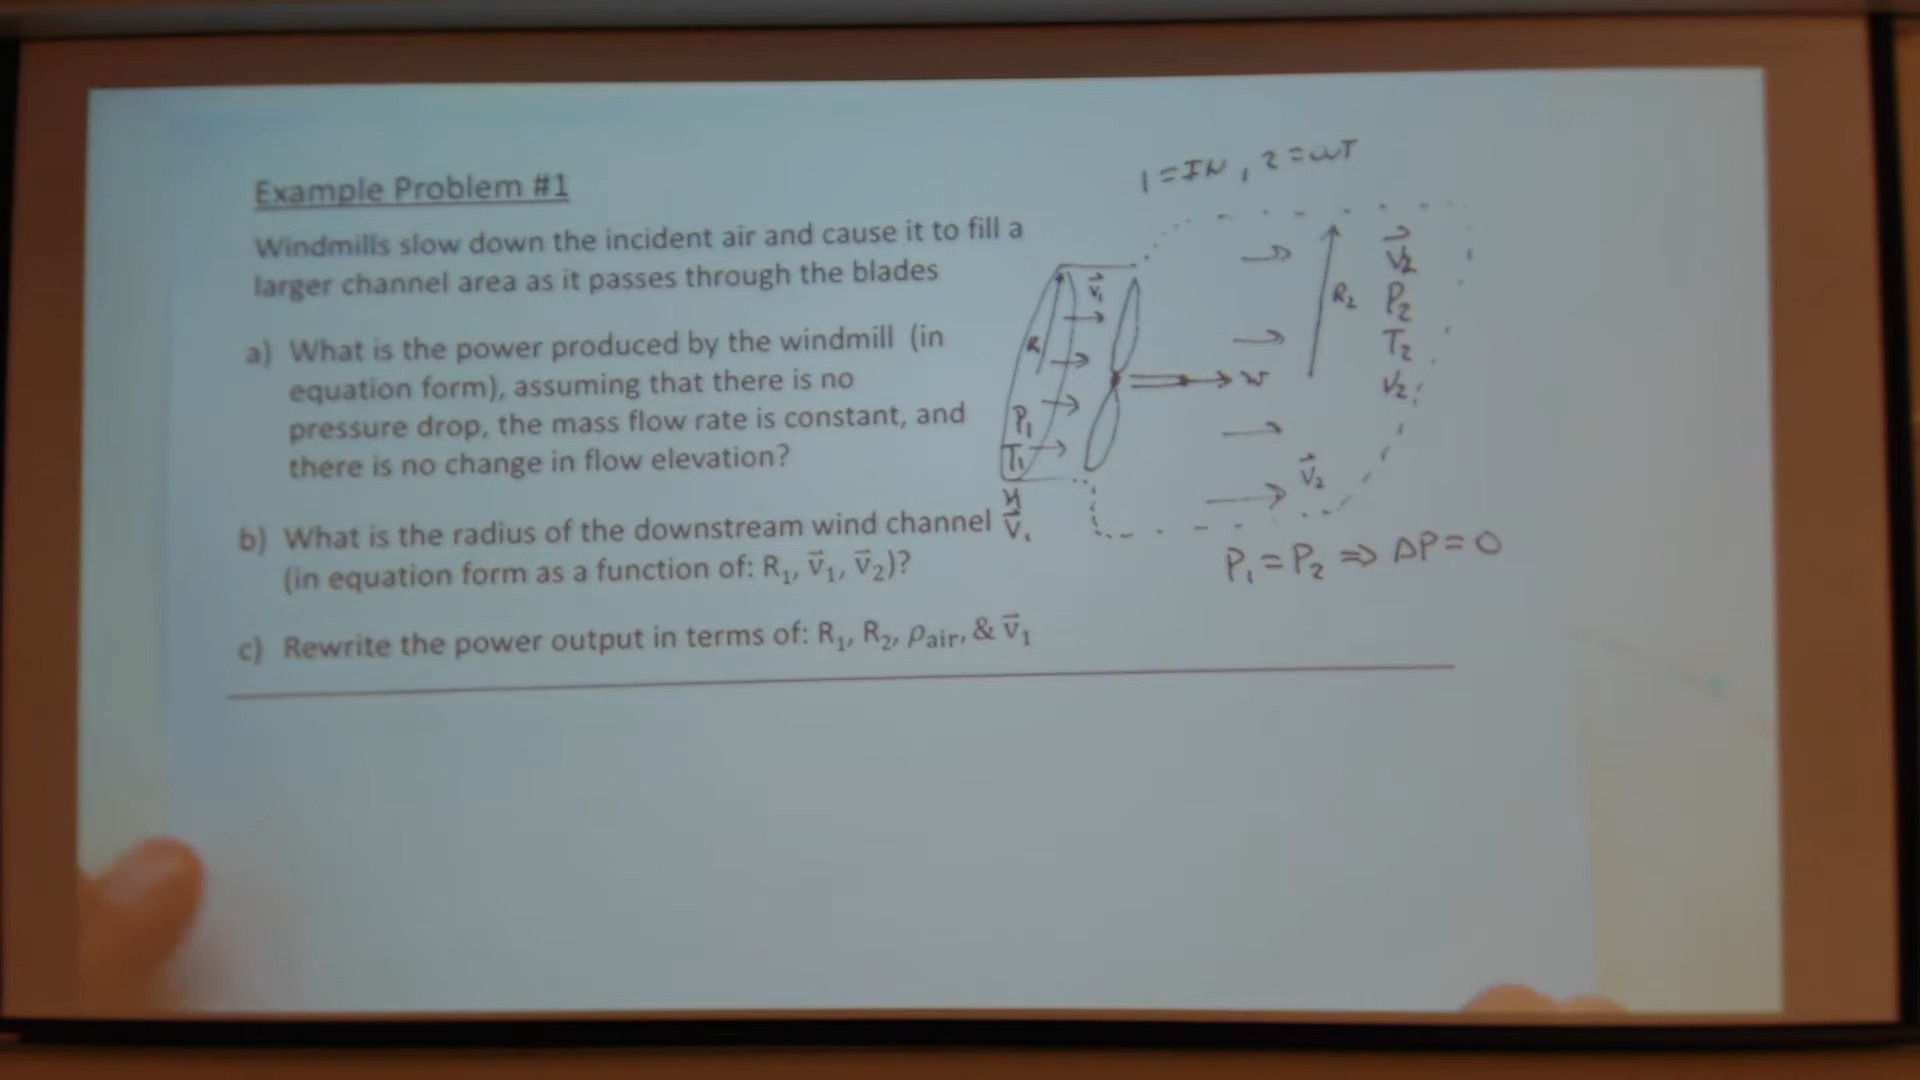 Example Problem #1
Windmills slow down the incident air and cause it to fill a
larger channel area as it passes through the blades
a) What is the power produced by the windmill (in
equation form), assuming that there is no
pressure drop, the mass flow rate is constant, and
there is no change in flow elevation?
b) What is the radius of the downstream wind channel
(in equation form as a function of: R₁, v⃗₁, v⃗₂)?
c) Rewrite the power output in terms of: R₁, R₂, ρair, & v⃗₁
1 = IN, 2 = OUT
v⃗₁
R
P₁
T₁
V⃗₁
w
R₂
V⃗₂
P₂
T₂
V₂
V⃗₂
P₁ = P₂ ⇒ ΔP = 0